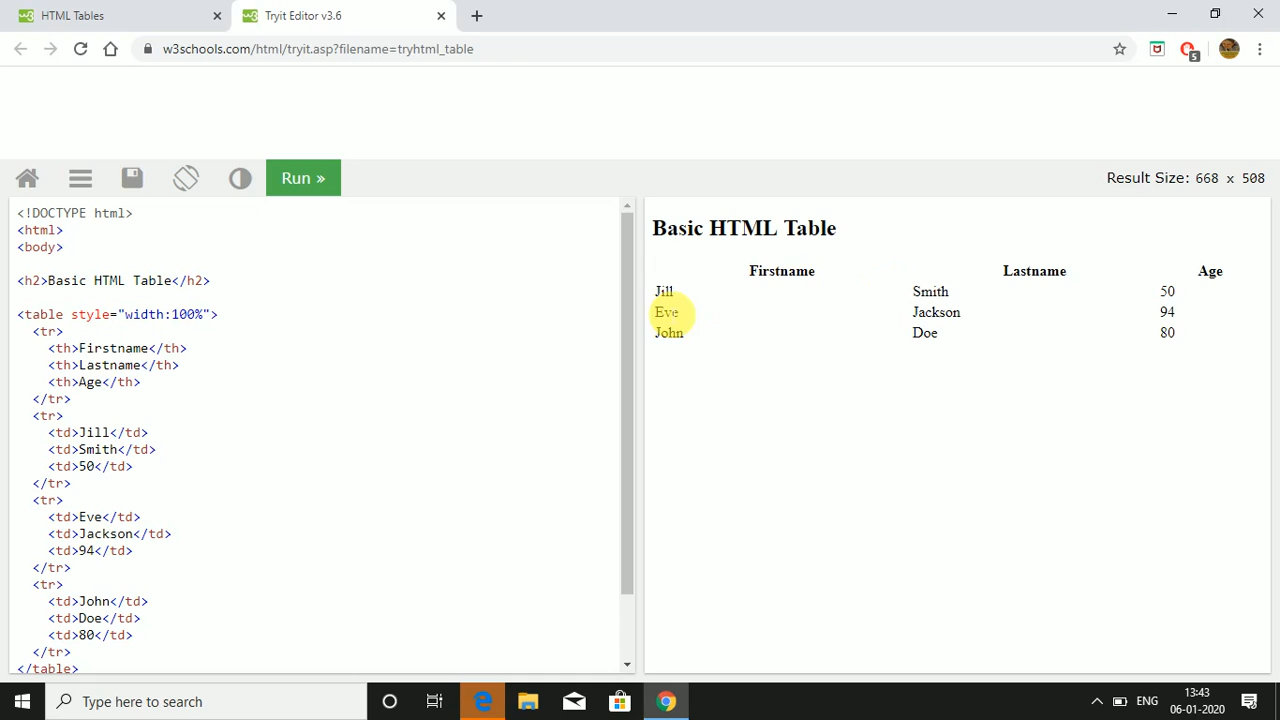 HTML Tables
Tryit Editor v3.6
w3schools.com/html/tryit.asp?filename=tryhtml_table
5
Run »
Result Size: 668 x 508
<!DOCTYPE html>
<html>
<body>
<h2>Basic HTML Table</h2>
<table style="width:100%">
<tr>
<th>Firstname</th>
<th>Lastname</th>
<th>Age</th>
</tr>
<tr>
<td>Jill</td>
<td>Smith</td>
<td>50</td>
</tr>
<tr>
<td>Eve</td>
<td>Jackson</td>
<td>94</td>
</tr>
<tr>
<td>John</td>
<td>Doe</td>
<td>80</td>
</tr>
</table>
Basic HTML Table
Firstname Lastname Age
Jill Smith 50
Eve Jackson 94
John Doe 80
Type here to search
ENG
13:43
06-01-2020